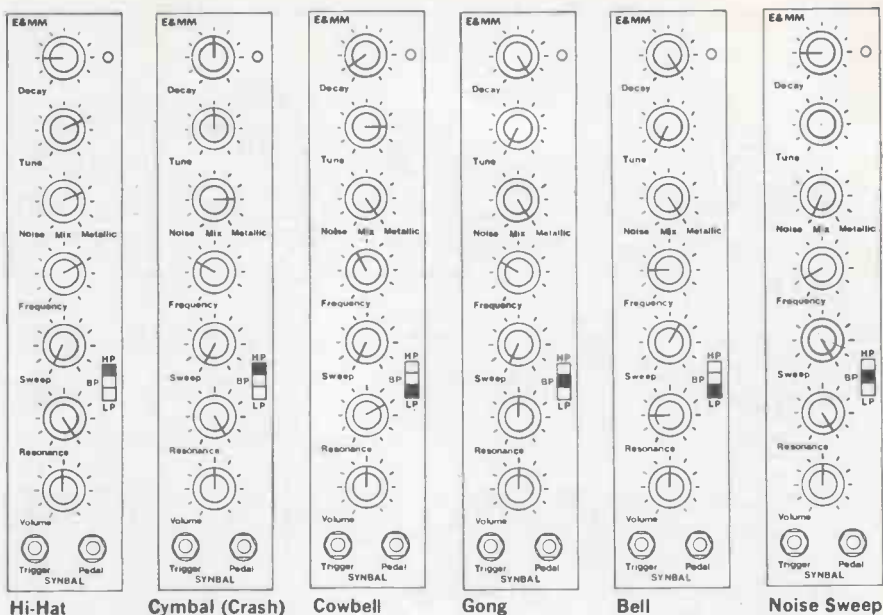 E&MM
Decay
Tune
Noise Mix Metallic
Frequency
HP
BP
Sweep
LP
Resonance
Volume
Trigger Pedal
SYNBAL
Hi-Hat
E&MM
Decay
Tune
Noise Mix Metallic
Frequency
HP
BP
Sweep
LP
Resonance
Volume
Trigger Pedal
SYNBAL
Cymbal (Crash)
E&MM
Decay
Tune
Noise Mix Metallic
Frequency
HP
BP
Sweep
LP
Resonance
Volume
Trigger Pedal
SYNBAL
Cowbell
E&MM
Decay
Tune
Noise Mix Metallic
Frequency
HP
BP
Sweep
LP
Resonance
Volume
Trigger Pedal
SYNBAL
Gong
E&MM
Decay
Tune
Noise Mix Metallic
Frequency
HP
BP
Sweep
LP
Resonance
Volume
Trigger Pedal
SYNBAL
Bell
E&MM
Decay
Tune
Noise Mix Metallic
Frequency
HP
BP
Sweep
LP
Resonance
Volume
Trigger Pedal
SYNBAL
Noise Sweep